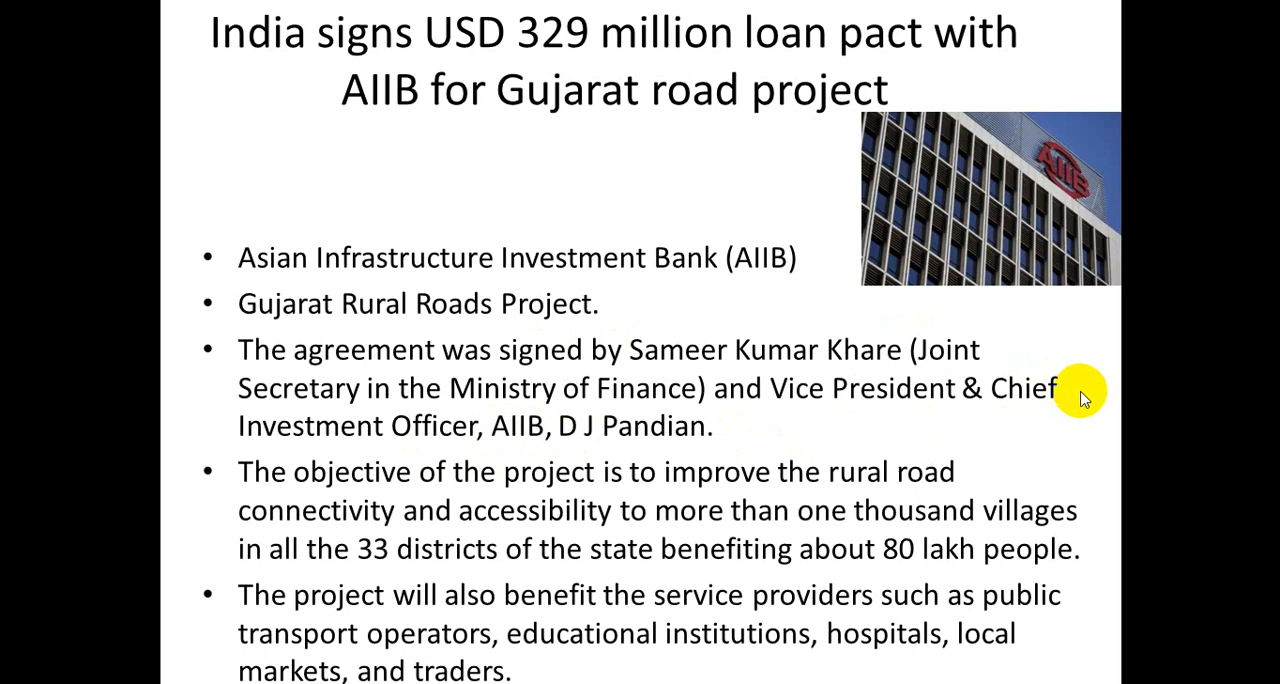 India signs USD 329 million loan pact with
AIIB for Gujarat road project
AIIB
• Asian Infrastructure Investment Bank (AIIB)
• Gujarat Rural Roads Project.
• The agreement was signed by Sameer Kumar Khare (Joint
Secretary in the Ministry of Finance) and Vice President & Chief
Investment Officer, AIIB, D J Pandian.
• The objective of the project is to improve the rural road
connectivity and accessibility to more than one thousand villages
in all the 33 districts of the state benefiting about 80 lakh people.
• The project will also benefit the service providers such as public
transport operators, educational institutions, hospitals, local
markets, and traders.